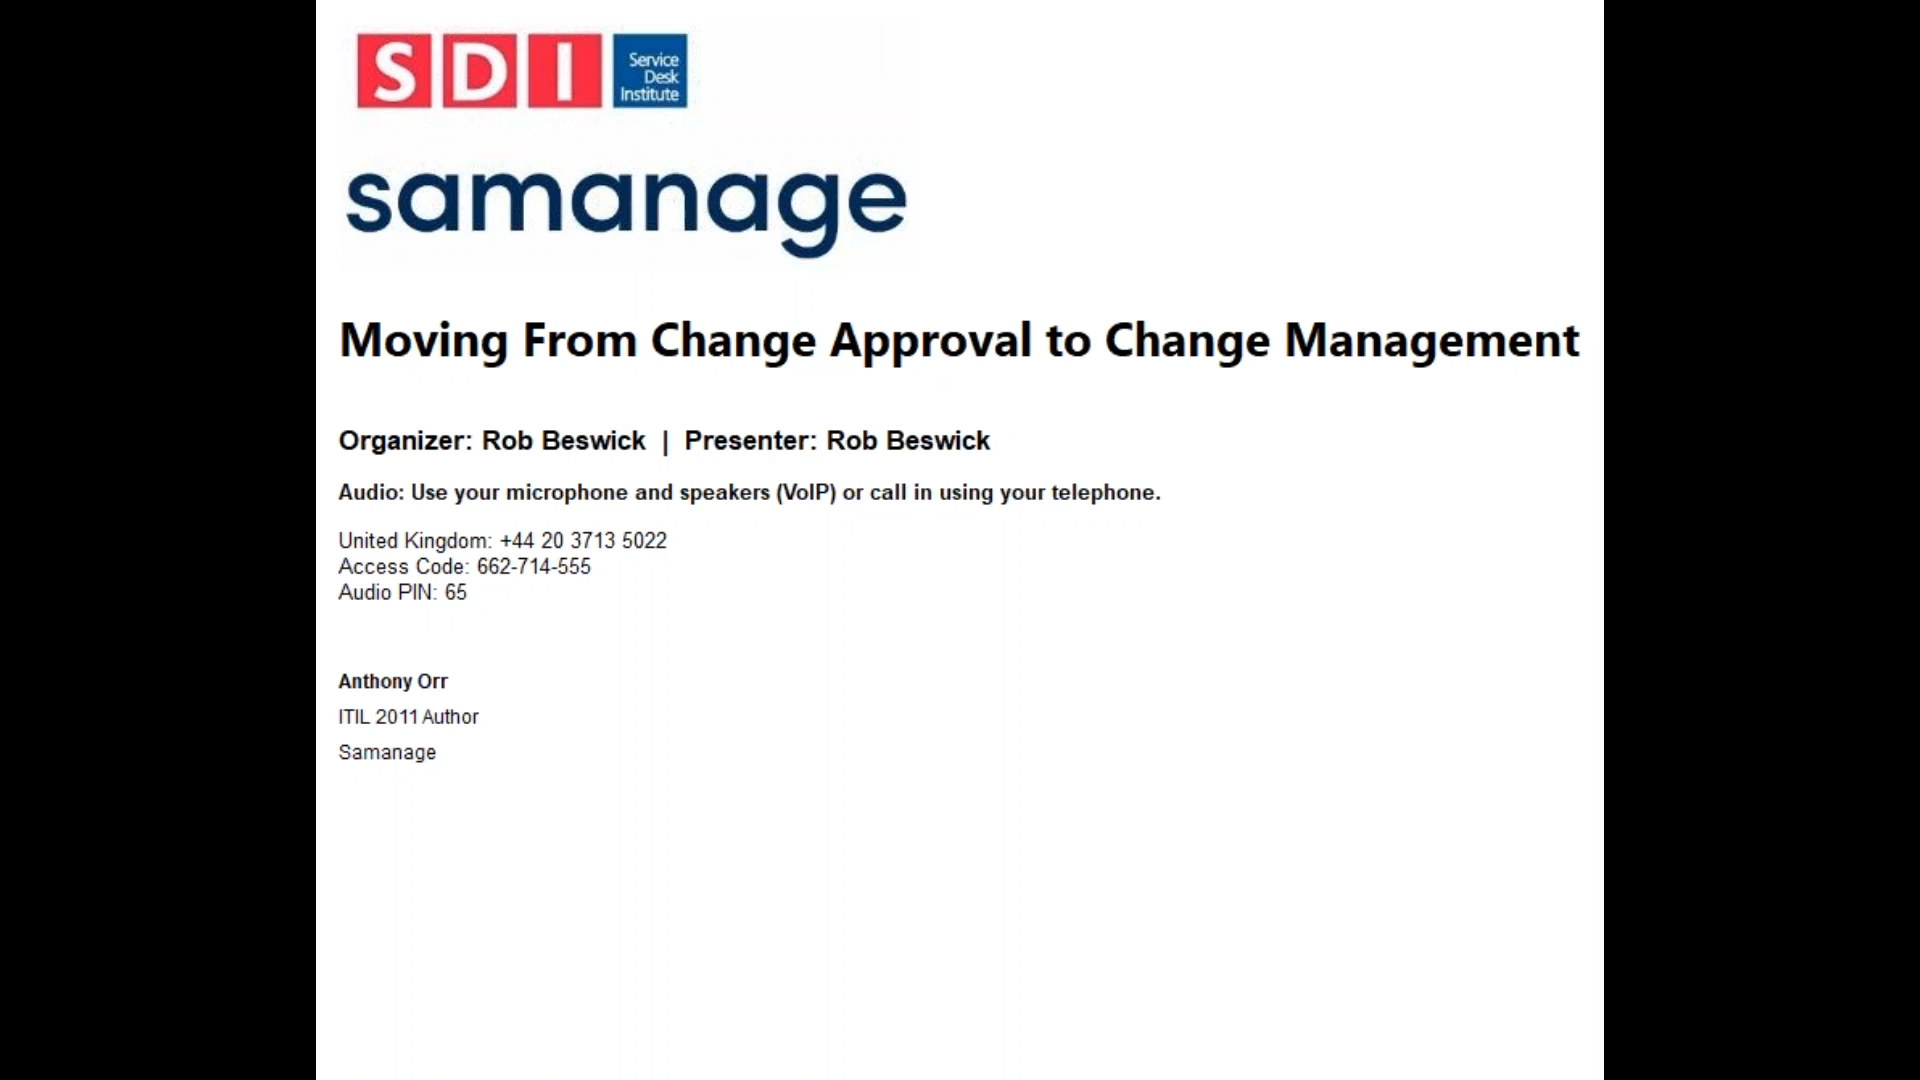 SDI
Service
Desk
Institute
samanage
Moving From Change Approval to Change Management
Organizer: Rob Beswick | Presenter: Rob Beswick
Audio: Use your microphone and speakers (VoIP) or call in using your telephone.
United Kingdom: +44 20 3713 5022
Access Code: 662-714-555
Audio PIN: 65
Anthony Orr
ITIL 2011 Author
Samanage